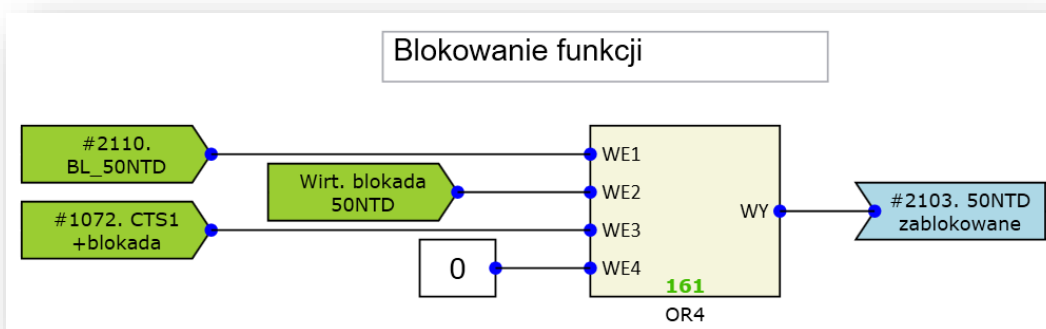 Blokowanie funkcji
#2110.
BL_50NTD
WE1
Wirt. blokada
50NTD
WE2
#1072. CTS1
+blokada
WE3
WY
#2103. 50NTD
zablokowane
0
WE4
161
OR4